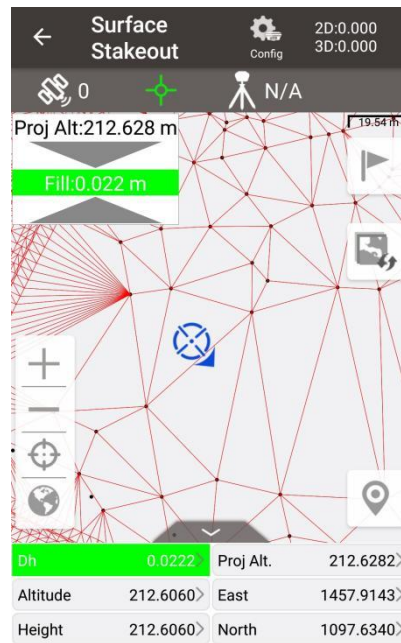 Surface
Stakeout
Config
2D:0.000
3D:0.000
0
N/A
Proj Alt:212.628 m
19.54 m
Fill:0.022 m
Dh 0.0222
Proj Alt. 212.6282
Altitude 212.6060
East 1457.9143
Height 212.6060
North 1097.6340